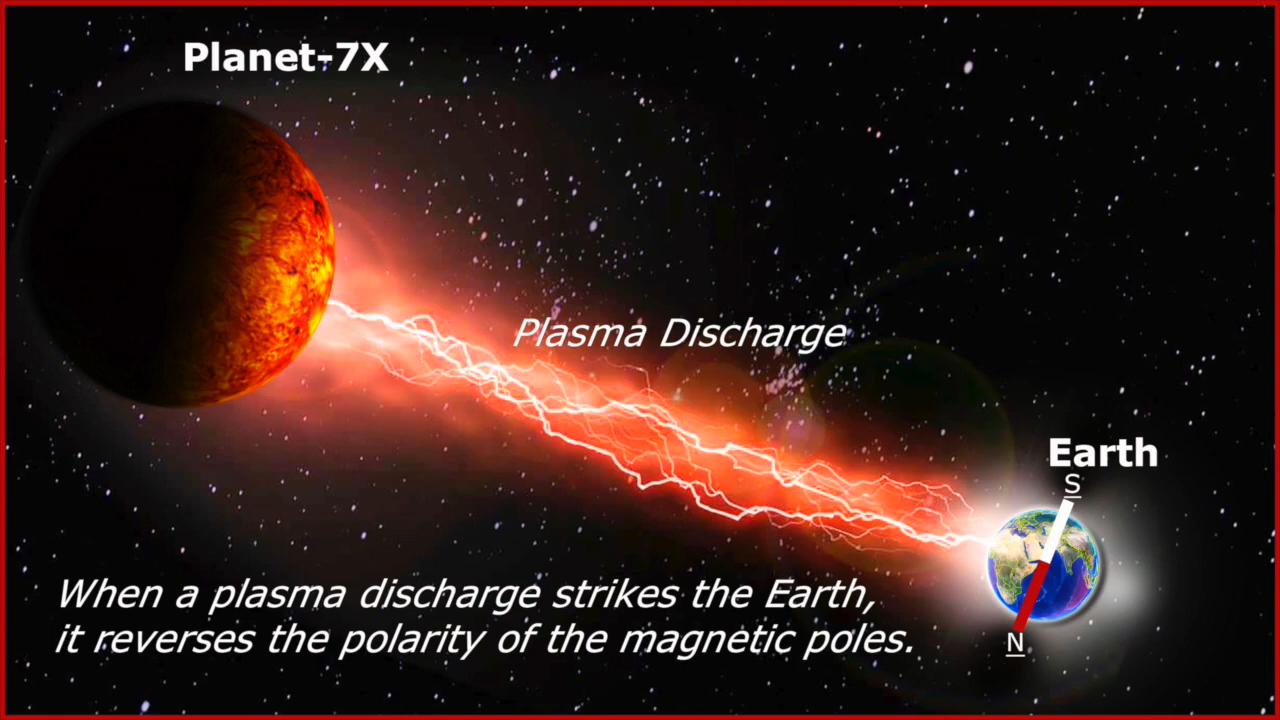 Planet-7X
Plasma Discharge
Earth
S
When a plasma discharge strikes the Earth,
it reverses the polarity of the magnetic poles.
N